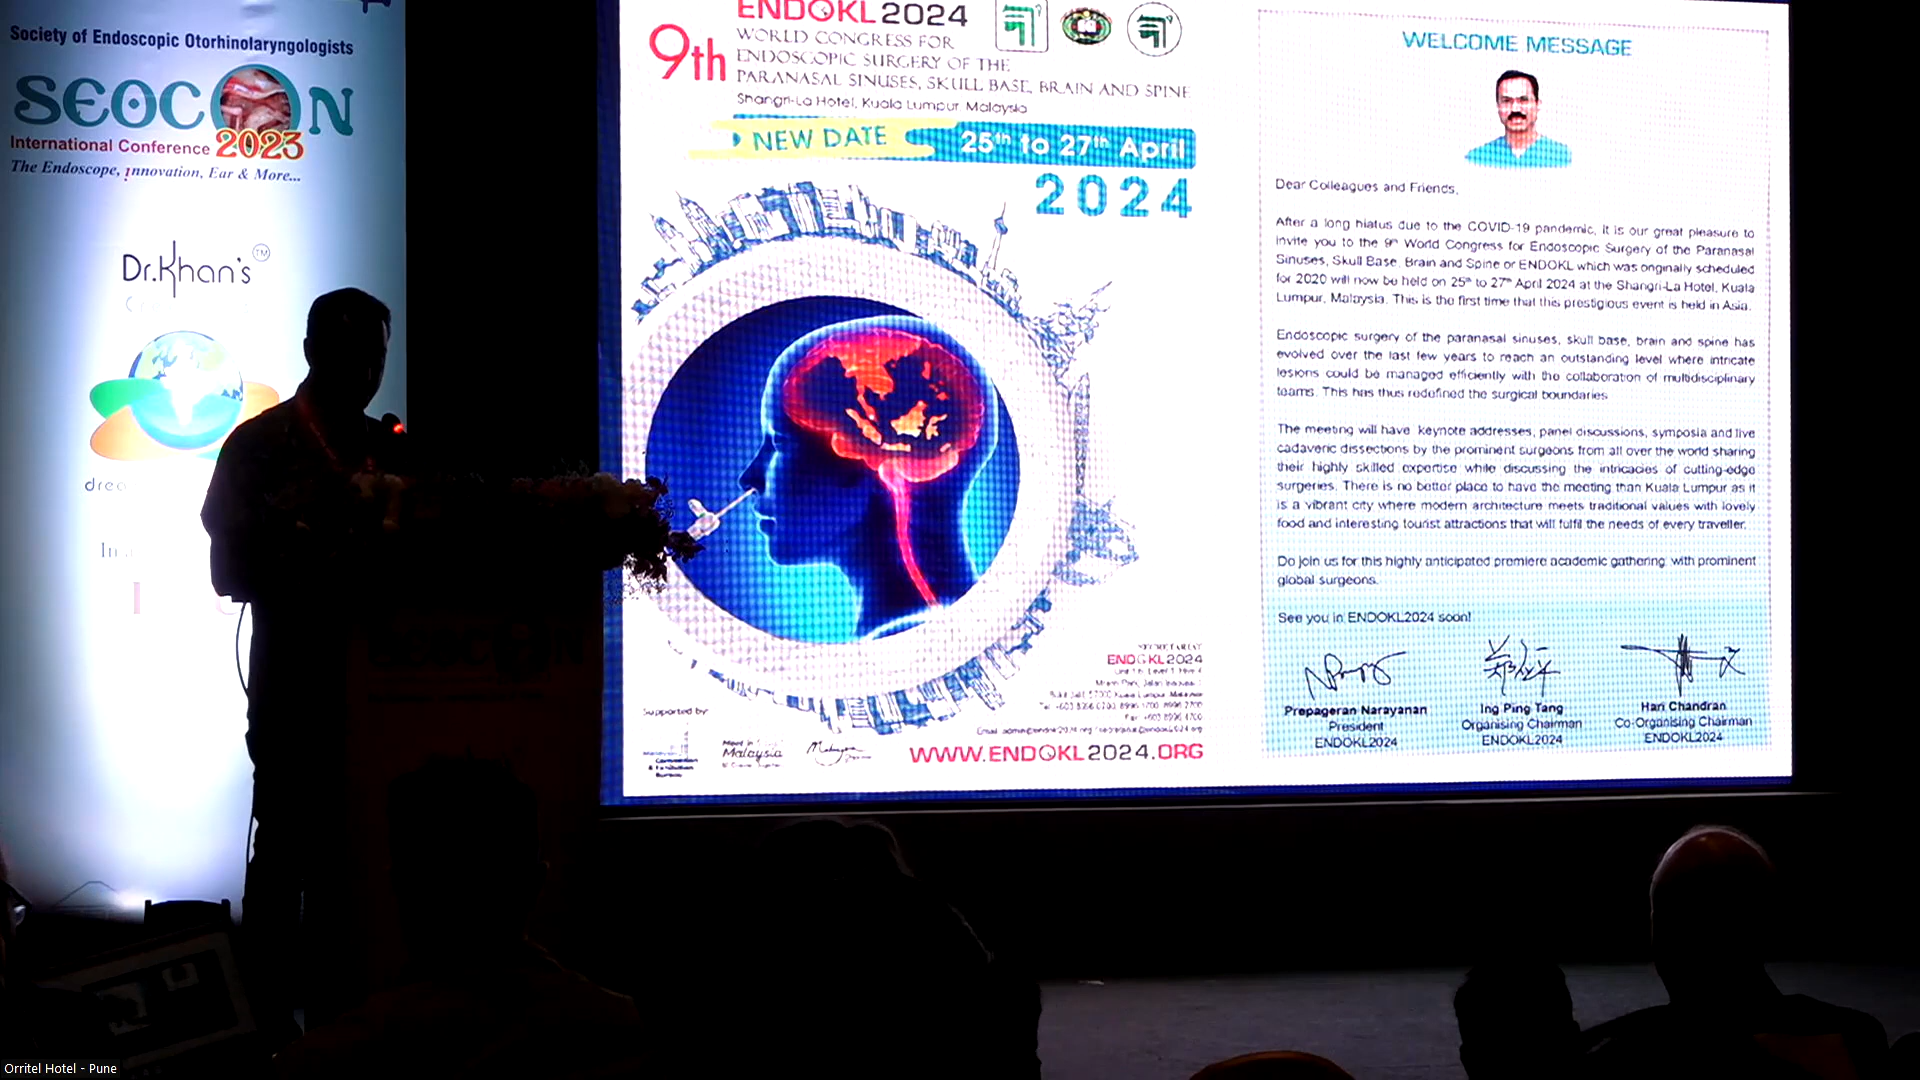 Society of Endoscopic Otorhinolaryngologists
SEOCON
International Conference 2023
The Endoscope, innovation, Ear & More...
Dr.Khan's TM
ENDOKL2024
9th
WORLD CONGRESS FOR
ENDOSCOPIC SURGERY OF THE
PARANASAL SINUSES, SKULL BASE, BRAIN AND SPINE
Shangri-La Hotel, Kuala Lumpur, Malaysia
NEW DATE
25th to 27th April
2024
Supported by:
Malaysia
ENDOKL2024
WWW.ENDOKL2024.ORG
WELCOME MESSAGE
Dear Colleagues and Friends,
After a long hiatus due to the COVID-19 pandemic, it is our great pleasure to
invite you to the 9th World Congress for Endoscopic Surgery of the Paranasal
Sinuses, Skull Base, Brain and Spine or ENDOKL which was originally scheduled
for 2020 will now be held on 25th to 27th April 2024 at the Shangri-La Hotel, Kuala
Lumpur, Malaysia. This is the first time that this prestigious event is held in Asia.
Endoscopic surgery of the paranasal sinuses, skull base, brain and spine has
evolved over the last few years to reach an outstanding level where intricate
lesions could be managed efficiently with the collaboration of multidisciplinary
teams. This has thus redefined the surgical boundaries
The meeting will have keynote addresses, panel discussions, symposia and live
cadaveric dissections by the prominent surgeons from all over the world sharing
their highly skilled expertise while discussing the intricacies of cutting-edge
surgeries. There is no better place to have the meeting than Kuala Lumpur as it
is a vibrant city where modern architecture meets traditional values with lovely
food and interesting tourist attractions that will fulfil the needs of every traveller.
Do join us for this highly anticipated premiere academic gathering with prominent
global surgeons.
See you in ENDOKL2024 soon!
Prepageran Narayanan
President
ENDOKL2024
Ing Ping Tang
Organising Chairman
ENDOKL2024
Hari Chandran
Co-Organising Chairman
ENDOKL2024
Orritel Hotel - Pune